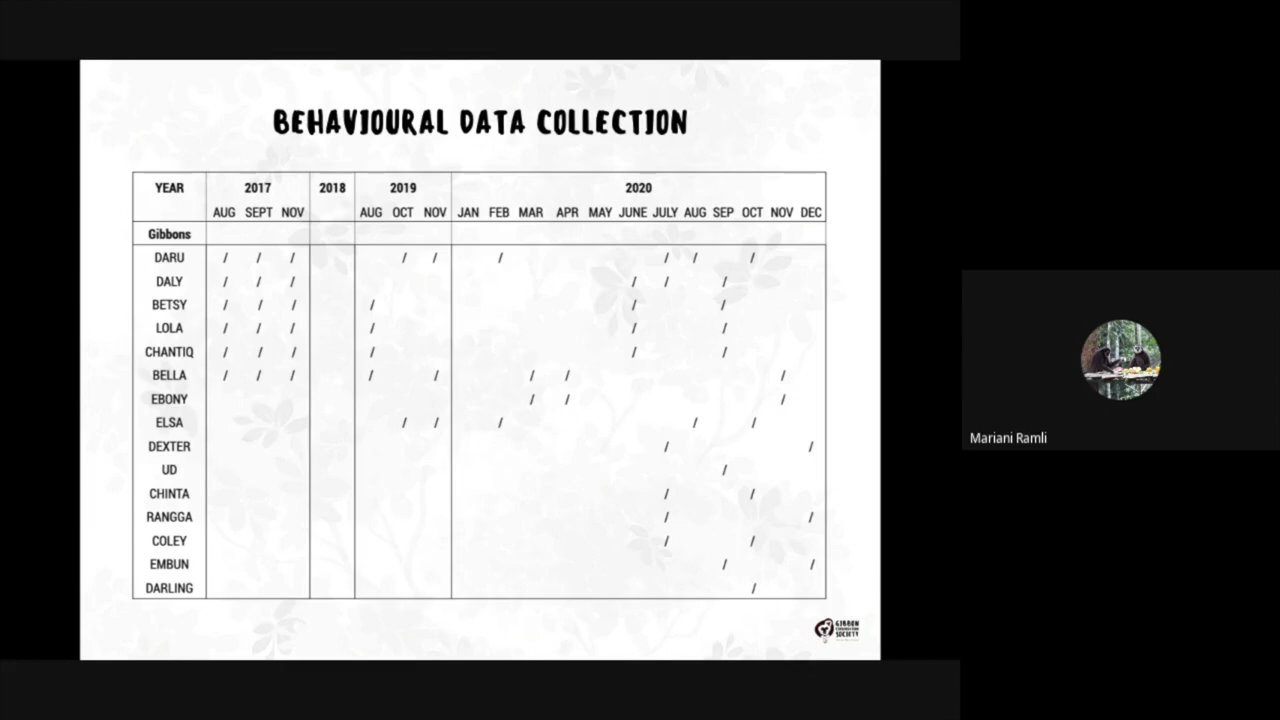 BEHAVIOURAL DATA COLLECTION
YEAR 2017 2018 2019 2020
AUG SEPT NOV AUG OCT NOV JAN FEB MAR APR MAY JUNE JULY AUG SEP OCT NOV DEC
Gibbons
DARU / / / / / / / / /
DALY / / / / / /
BETSY / / / / / /
LOLA / / / / / /
CHANTIQ / / / / / /
BELLA / / / / / / / /
EBONY / / /
ELSA / / / / /
DEXTER / /
UD /
CHINTA / /
RANGGA / /
COLEY / /
EMBUN / /
DARLING /
GIBBON
SOCIETY
Mariani Ramli